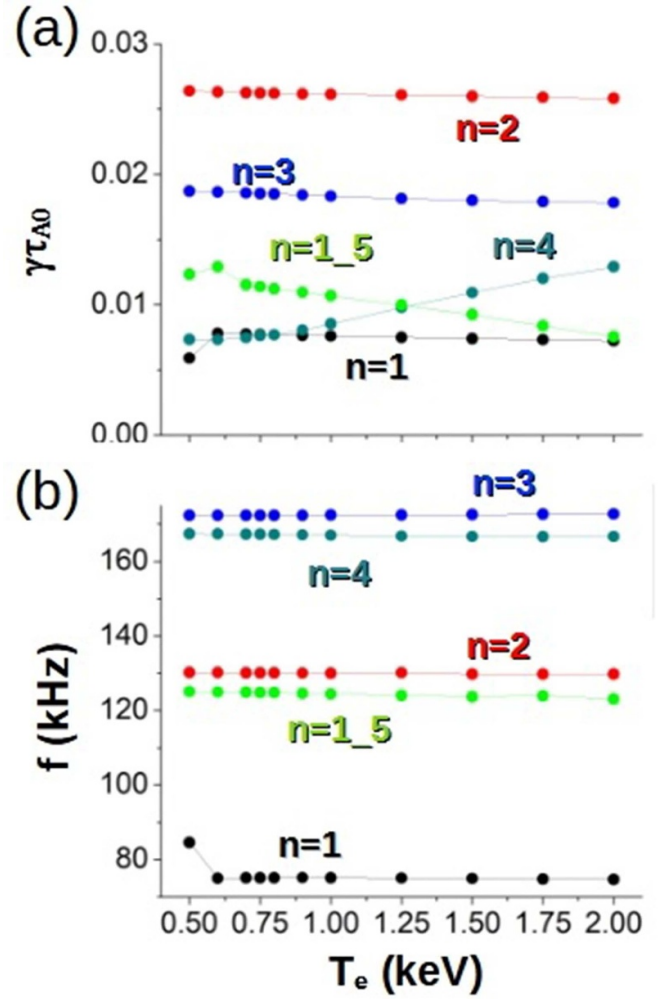 (a)
0.03
0.02
0.01
0.00
γτA0
n=2
n=3
n=1_5
n=4
n=1
(b)
160
140
120
100
80
f (kHz)
n=3
n=4
n=2
n=1_5
n=1
0.50 0.75 1.00 1.25 1.50 1.75 2.00
Te (keV)